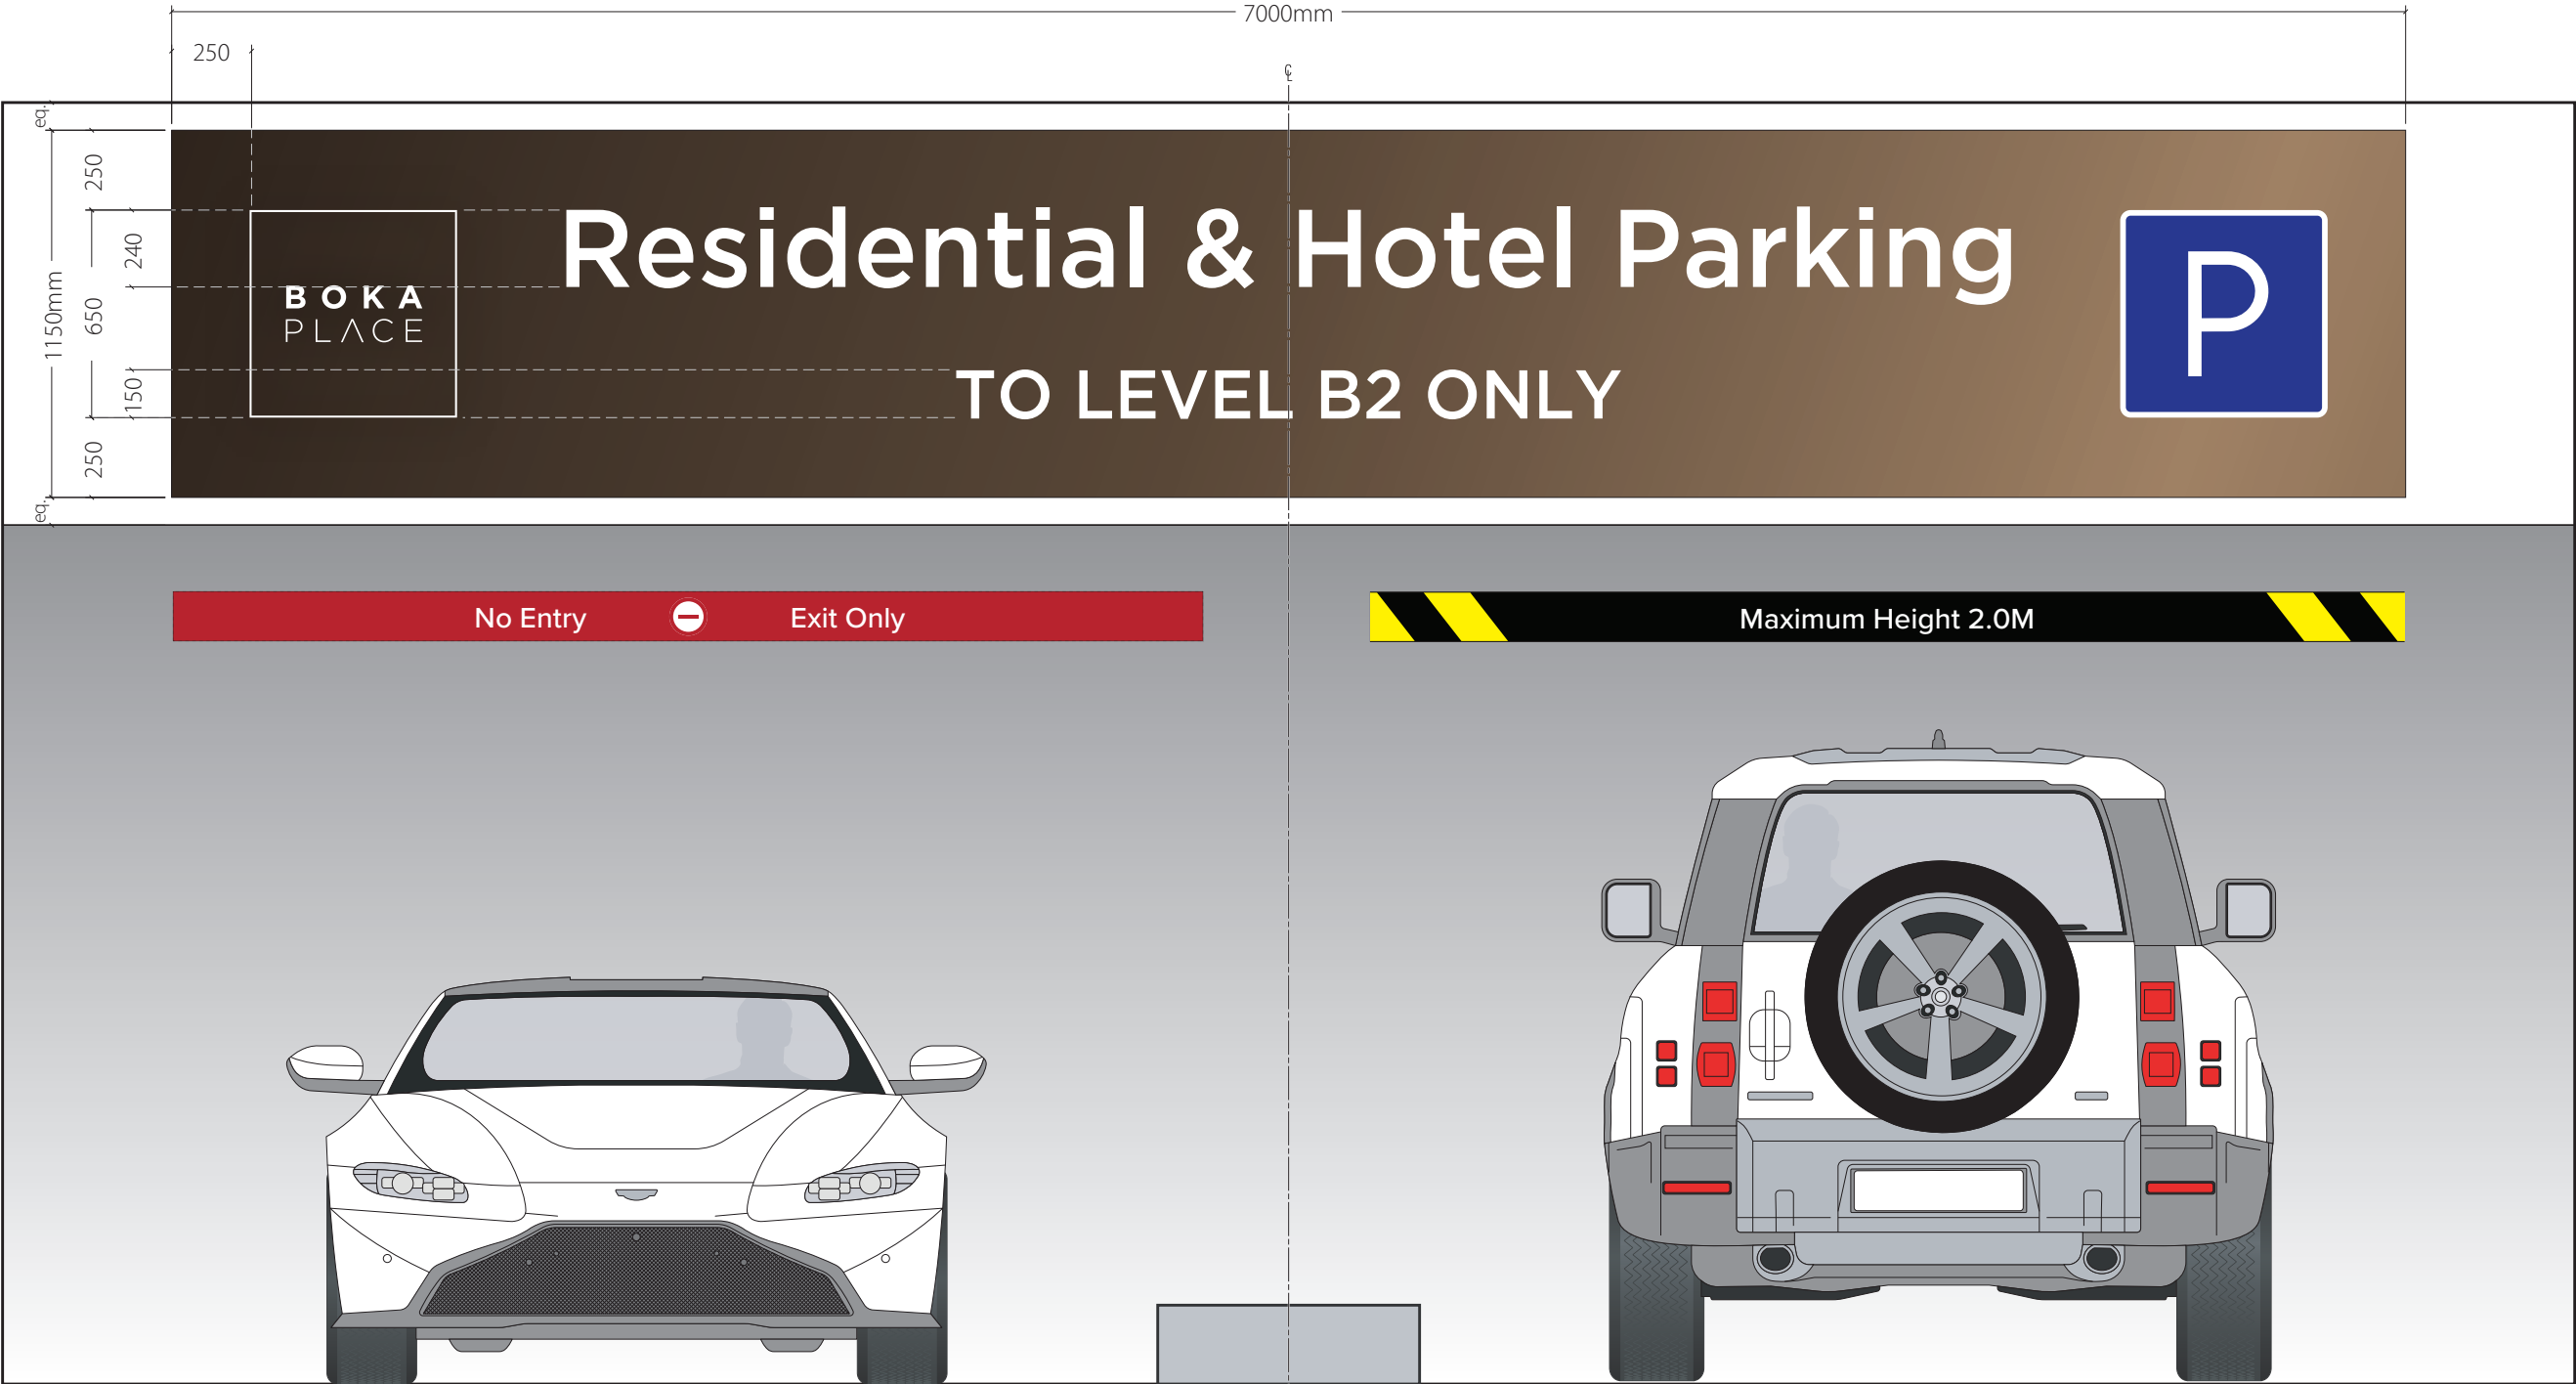 7000mm
250
℄
eq.
250
240
1150mm
650
150
250
eq.
Residential & Hotel Parking
BOKA
PLACE
TO LEVEL B2 ONLY
P
No Entry Exit Only
Maximum Height 2.0M